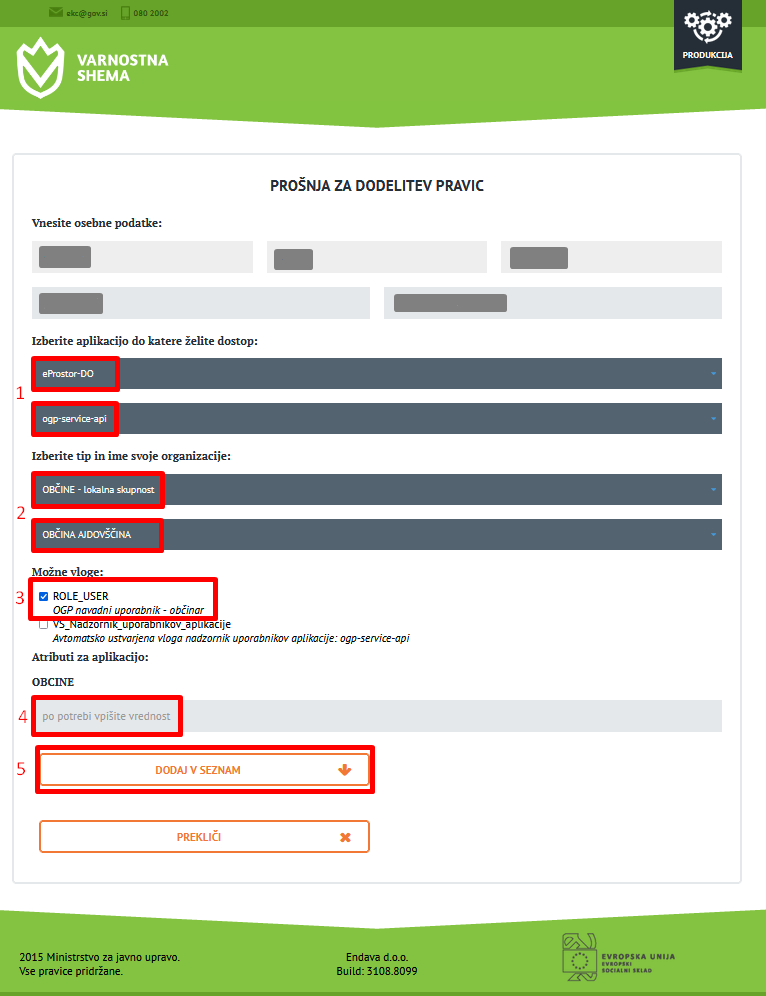 ekc@gov.si 080 2002
PRODUKCIJA
VARNOSTNA
SHEMA
PROŠNJA ZA DODELITEV PRAVIC
Vnesite osebne podatke:
Izberite aplikacijo do katere želite dostop:
eProstor-DO
1
ogp-service-api
Izberite tip in ime svoje organizacije:
OBČINE - lokalna skupnost
2
OBČINA AJDOVŠČINA
Možne vloge:
3 ROLE_USER
OGP navadni uporabnik - občinar
VS_Nadzornik_uporabnikov_aplikacije
Avtomatsko ustvarjena vloga nadzornik uporabnikov aplikacije: ogp-service-api
Atributi za aplikacijo:
OBCINE
4 po potrebi vpišite vrednost
5 DODAJ V SEZNAM
PREKLIČI
2015 Ministrstvo za javno upravo.
Vse pravice pridržane.
Endava d.o.o.
Build: 3108.8099
EVROPSKA UNIJA
EVROPSKI
SOCIALNI SKLAD